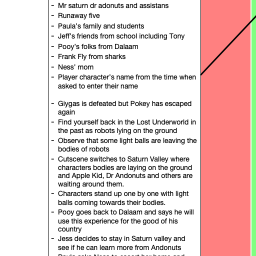 - Mr saturn dr adonuts and assistans
- Runaway five
- Paula's family and students
- Jeff's friends from school including Tony
- Pooy's folks from Dalaam
- Frank Fly from sharks
- Ness' mom
- Player character's name from the time when
asked to enter their name
- Giygas is defeated but Pokey has escaped
again
- Find yourself back in the Lost Underworld in
the past as robots lying on the ground
- Observe that some light balls are leaving the
bodies of robots
- Cutscene switches to Saturn Valley where
characters bodies are laying on the ground
and Apple Kid, Dr Andonuts and others are
waiting around them.
- Characters stand up one by one with light
balls coming towards their bodies.
- Pooy goes back to Dalaam and says he will
use this experience for the good of his
country
- Jess decides to stay in Saturn valley and
see if he can learn more from Andonuts